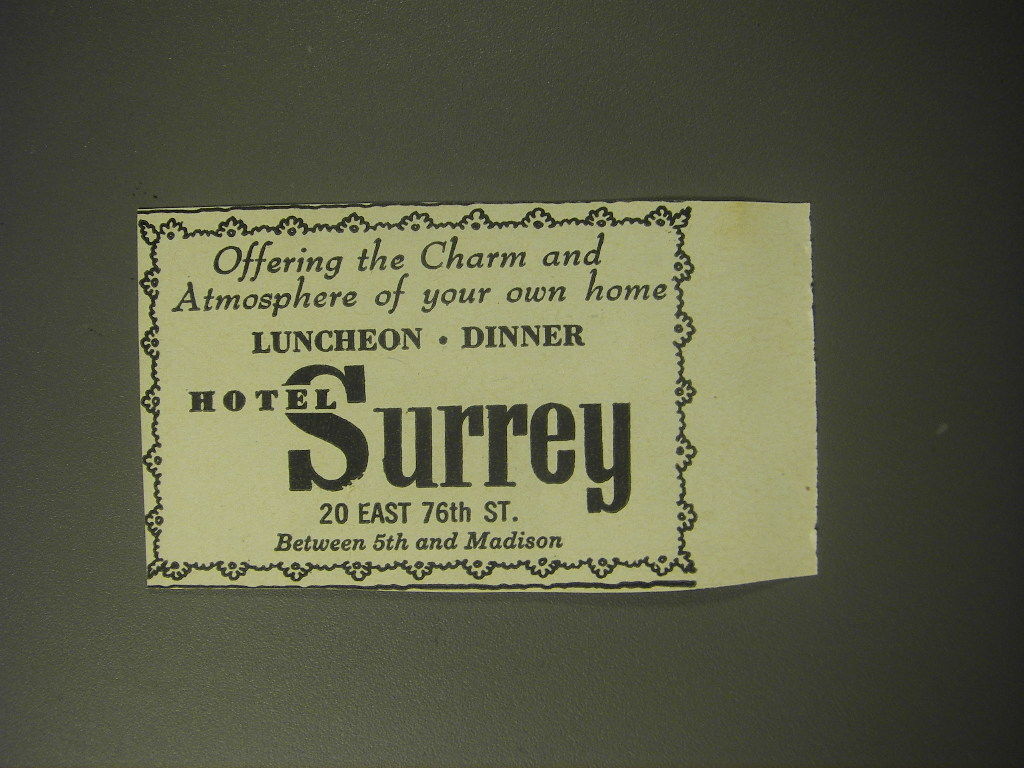 Offering the Charm and
Atmosphere of your own home
LUNCHEON • DINNER
HOTEL Surrey
20 EAST 76th ST.
Between 5th and Madison